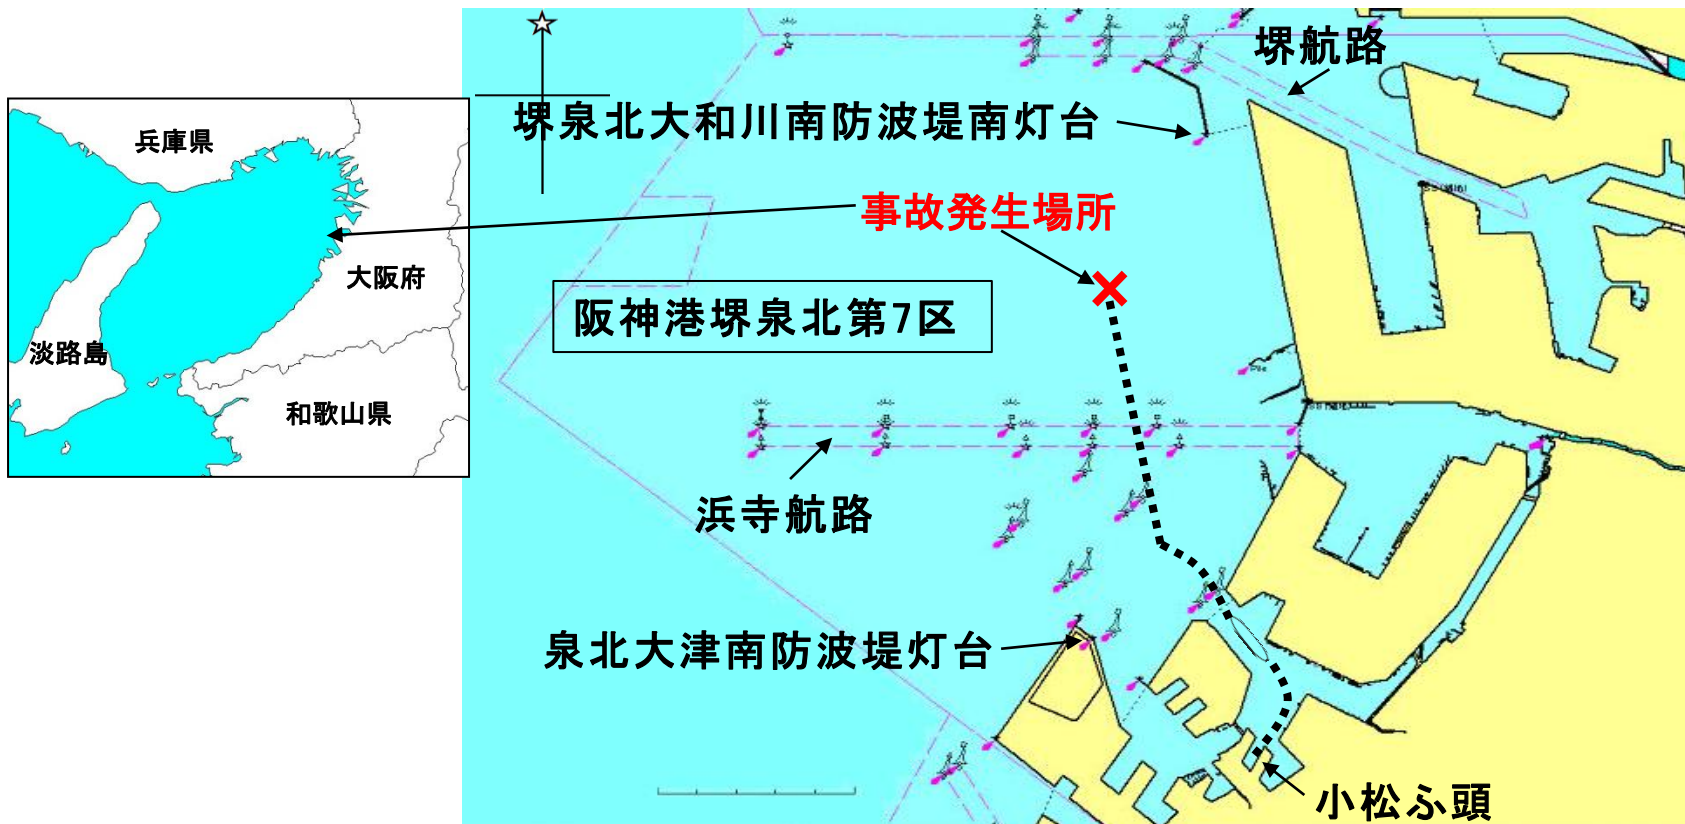 堺航路
堺泉北大和川南防波堤南灯台
兵庫県
事故発生場所
大阪府
阪神港堺泉北第7区
淡路島
和歌山県
浜寺航路
泉北大津南防波堤灯台
小松ふ頭